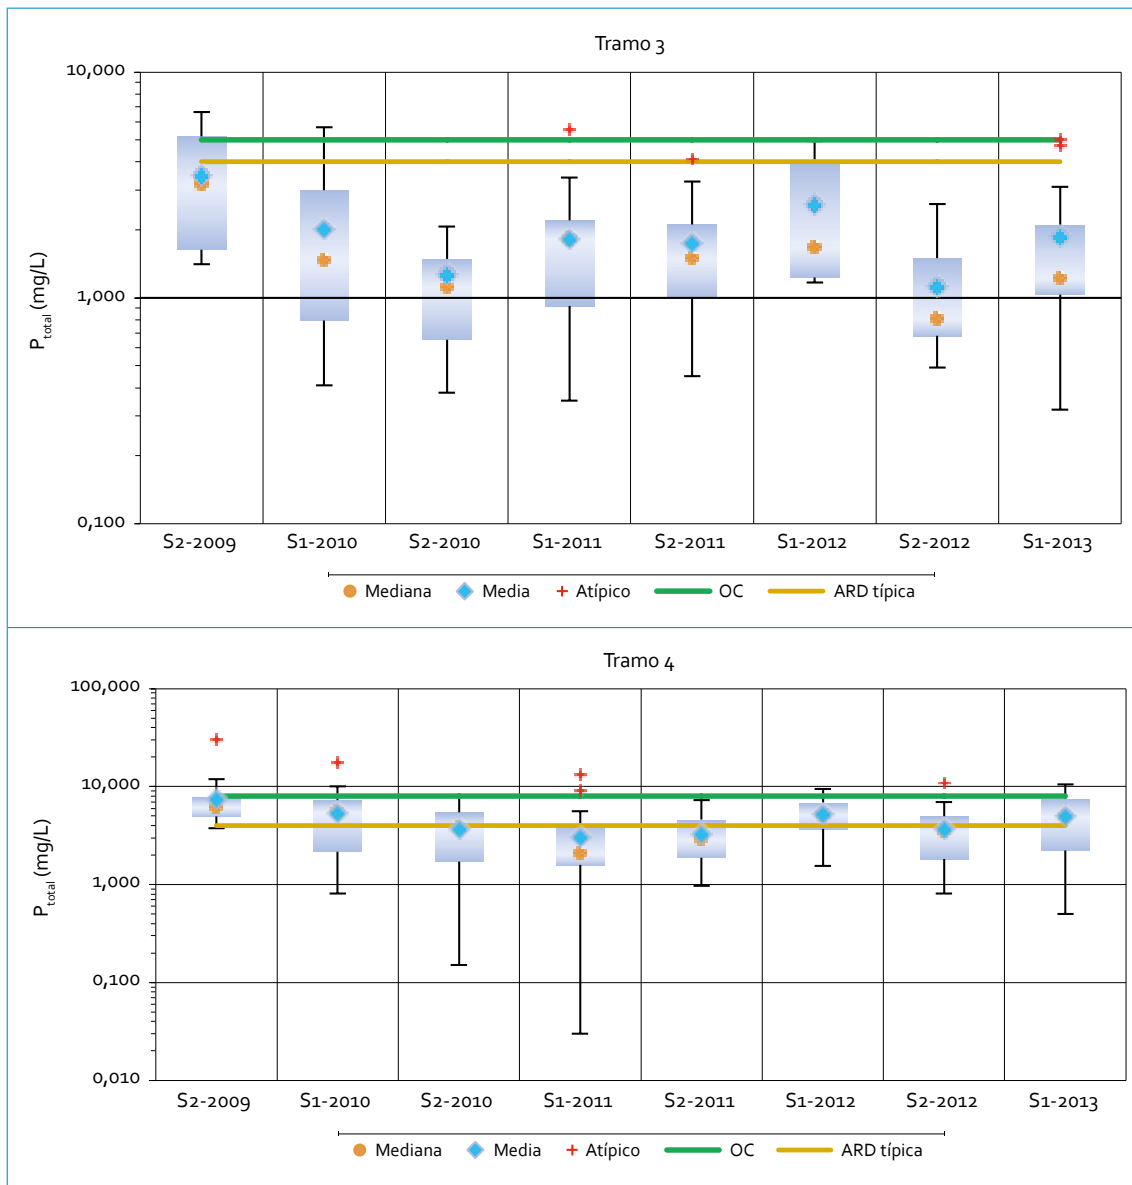 Tramo 3
10,000
1,000
0,100
P total (mg/L)
S2-2009 S1-2010 S2-2010 S1-2011 S2-2011 S1-2012 S2-2012 S1-2013
Mediana Media Atípico OC ARD típica
Tramo 4
100,000
10,000
1,000
0,100
0,010
P total (mg/L)
S2-2009 S1-2010 S2-2010 S1-2011 S2-2011 S1-2012 S2-2012 S1-2013
Mediana Media Atípico OC ARD típica